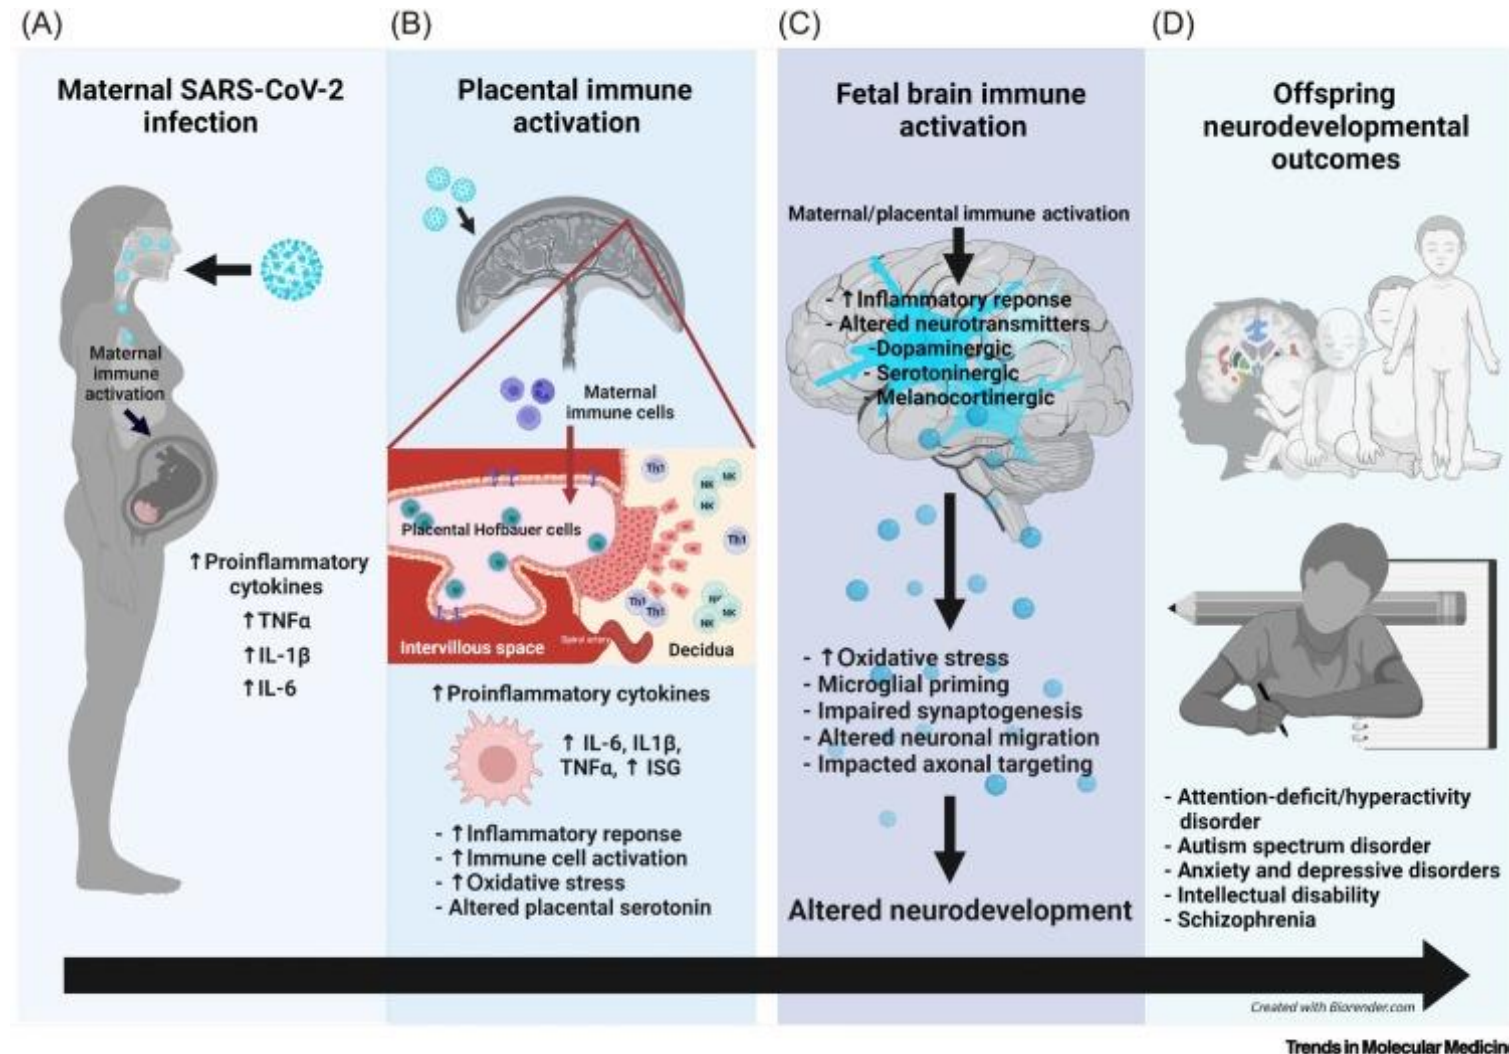 (A)
(B)
(C)
(D)
Maternal SARS-CoV-2
infection
Maternal
immune
activation
↑Proinflammatory
cytokines
↑TNFα
↑IL-1β
↑IL-6
Placental immune
activation
Maternal
immune cells
Placental Hofbauer cells
Th1
NK
NK
NK
Th1
Th1
Th1
NK
NK
Intervillous space
Spiral artery
Decidua
↑Proinflammatory cytokines
↑ IL-6, IL1β,
TNFα, ↑ ISG
- ↑Inflammatory reponse
- ↑Immune cell activation
- ↑Oxidative stress
- Altered placental serotonin
Fetal brain immune
activation
Maternal/placental immune activation
- ↑Inflammatory reponse
- Altered neurotransmitters
-Dopaminergic
- Serotoninergic
- Melanocortinergic
- ↑Oxidative stress
- Microglial priming
- Impaired synaptogenesis
- Altered neuronal migration
- Impacted axonal targeting
Altered neurodevelopment
Offspring
neurodevelopmental
outcomes
- Attention-deficit/hyperactivity
disorder
- Autism spectrum disorder
- Anxiety and depressive disorders
- Intellectual disability
- Schizophrenia
Created with Biorender.com
Trends in Molecular Medicine